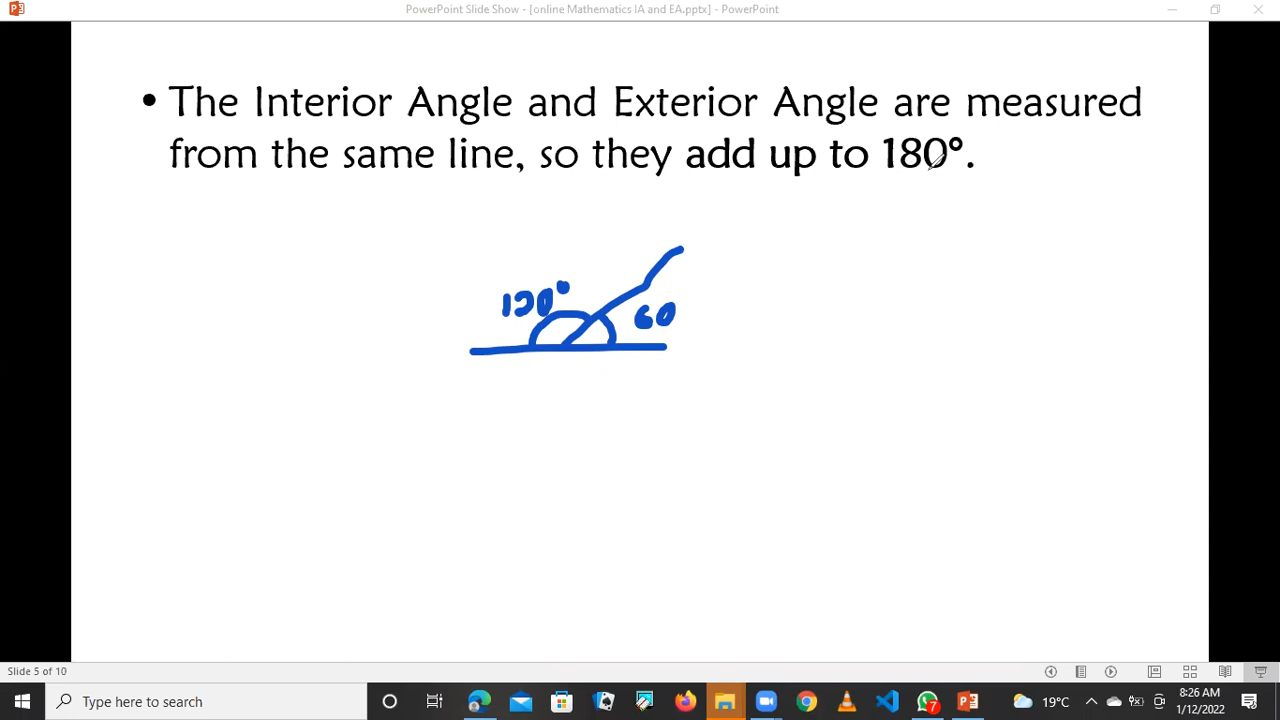 PowerPoint Slide Show - [online Mathematics IA and EA.pptx] - PowerPoint
• The Interior Angle and Exterior Angle are measured
from the same line, so they add up to 180°.
120°
60
Slide 5 of 10
Type here to search
7
19°C
8:26 AM
1/12/2022